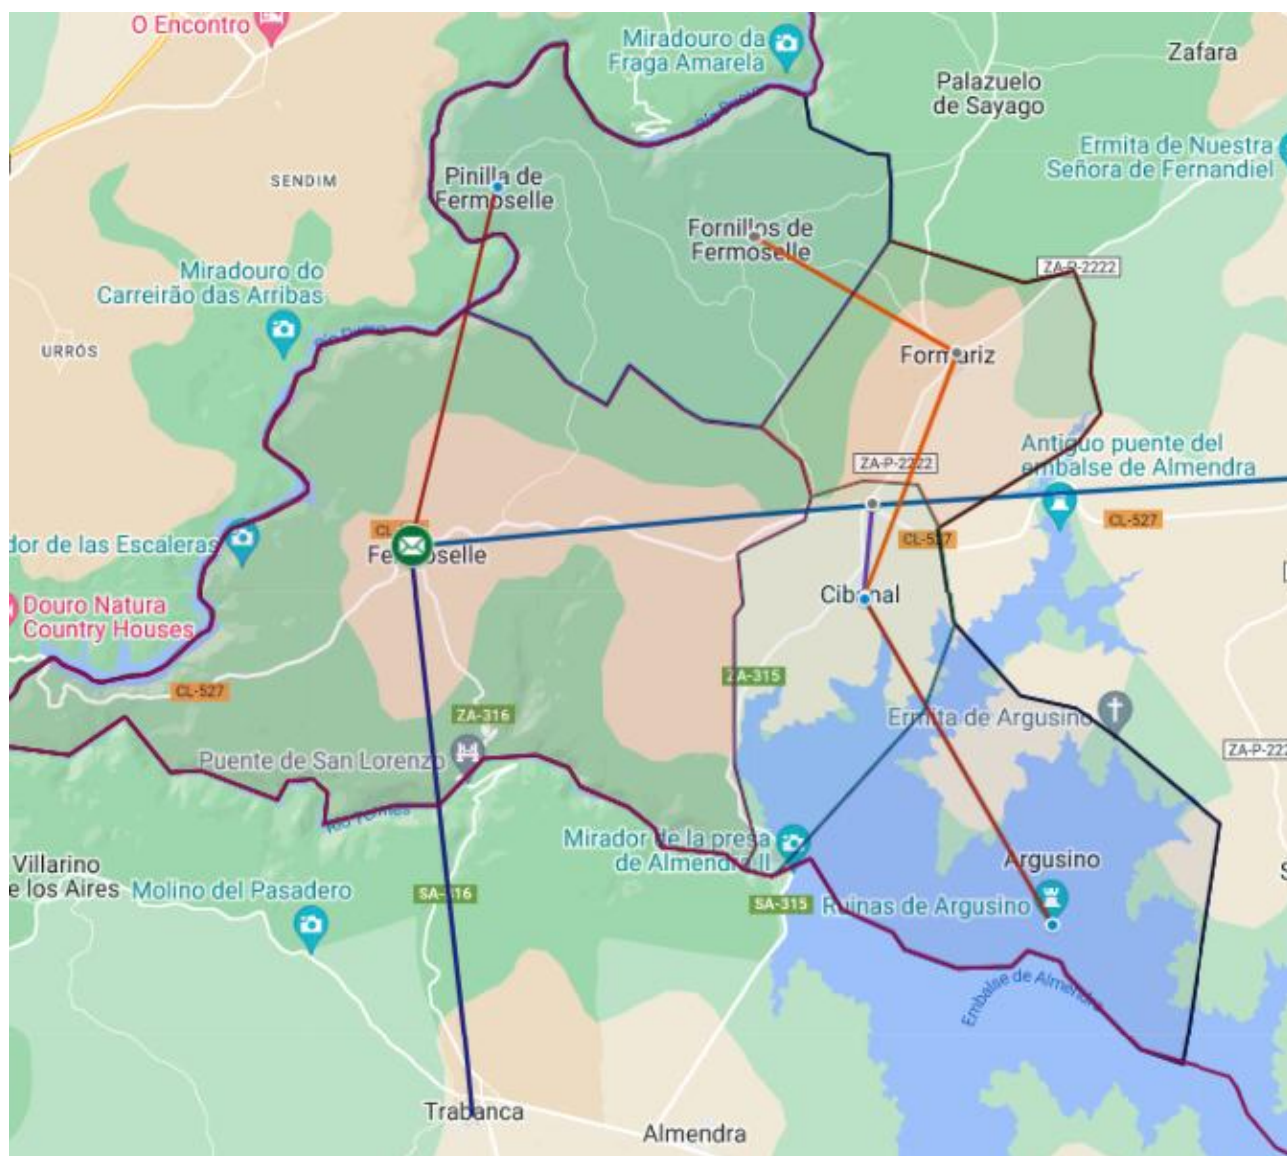 O Encontro
Miradouro da
Fraga Amarela
Zafara
Palazuelo
de Sayago
Ermita de Nuestra
Señora de Fernandiel
SENDIM
Pinilla de
Fermoselle
Fornillos de
Fermoselle
Miradouro do
Carreirão das Arribas
ZA-P-2222
URRÓS
Formariz
Antiguo puente del
embalse de Almendra
ZA-P-2222
CL-527
CL-527
dor de las Escaleras
Fermoselle
Cibanal
Douro Natura
Country Houses
CL-527
ZA-315
ZA-316
Ermita de Argusino
Puente de San Lorenzo
ZA-P-222
Río Tormes
Mirador de la presa
de Almendra II
Argusino
Villarino
e los Aires
Molino del Pasadero
SA-316
SA-315
Ruinas de Argusino
Embalse de Almendra
Trabanca
Almendra